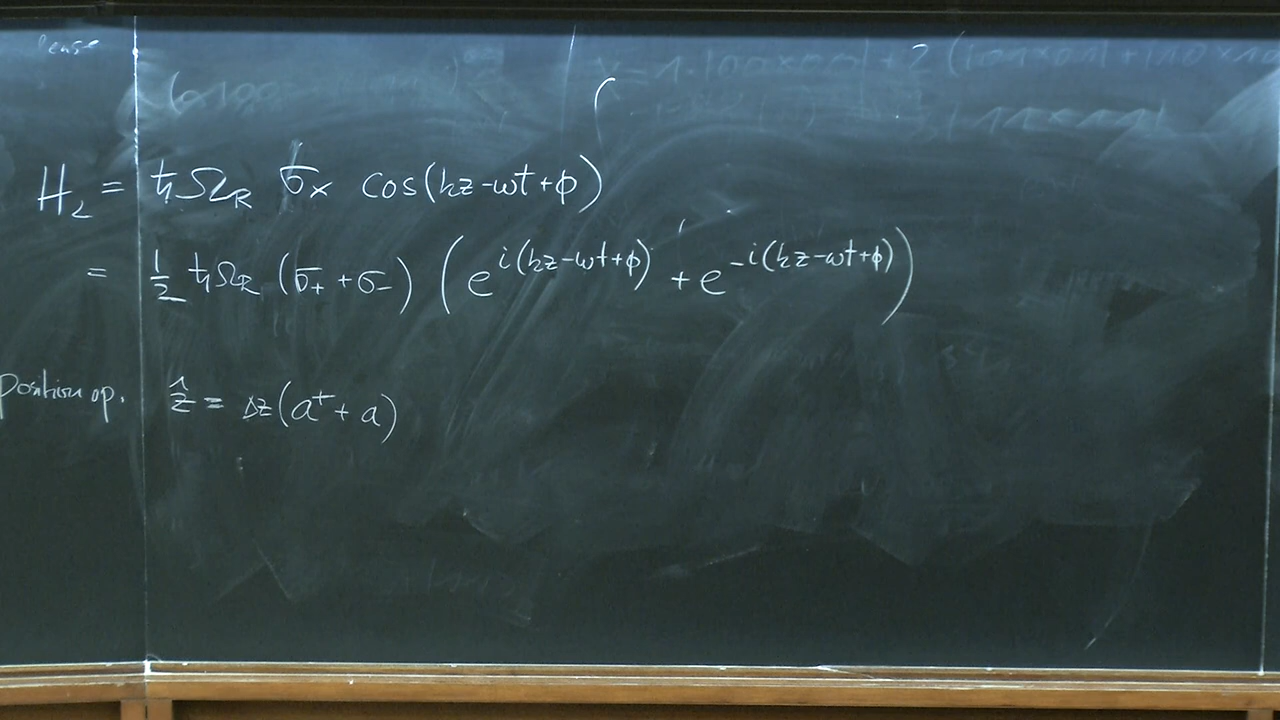 H_L = ℏΩ_R σ_x cos(kz-ωt+φ)
= 1/2 ℏΩ_R (σ_+ + σ_-) (e^{i(kz-ωt+φ)} + e^{-i(kz-ωt+φ)})
Position op. ẑ = Δz(a^+ + a)